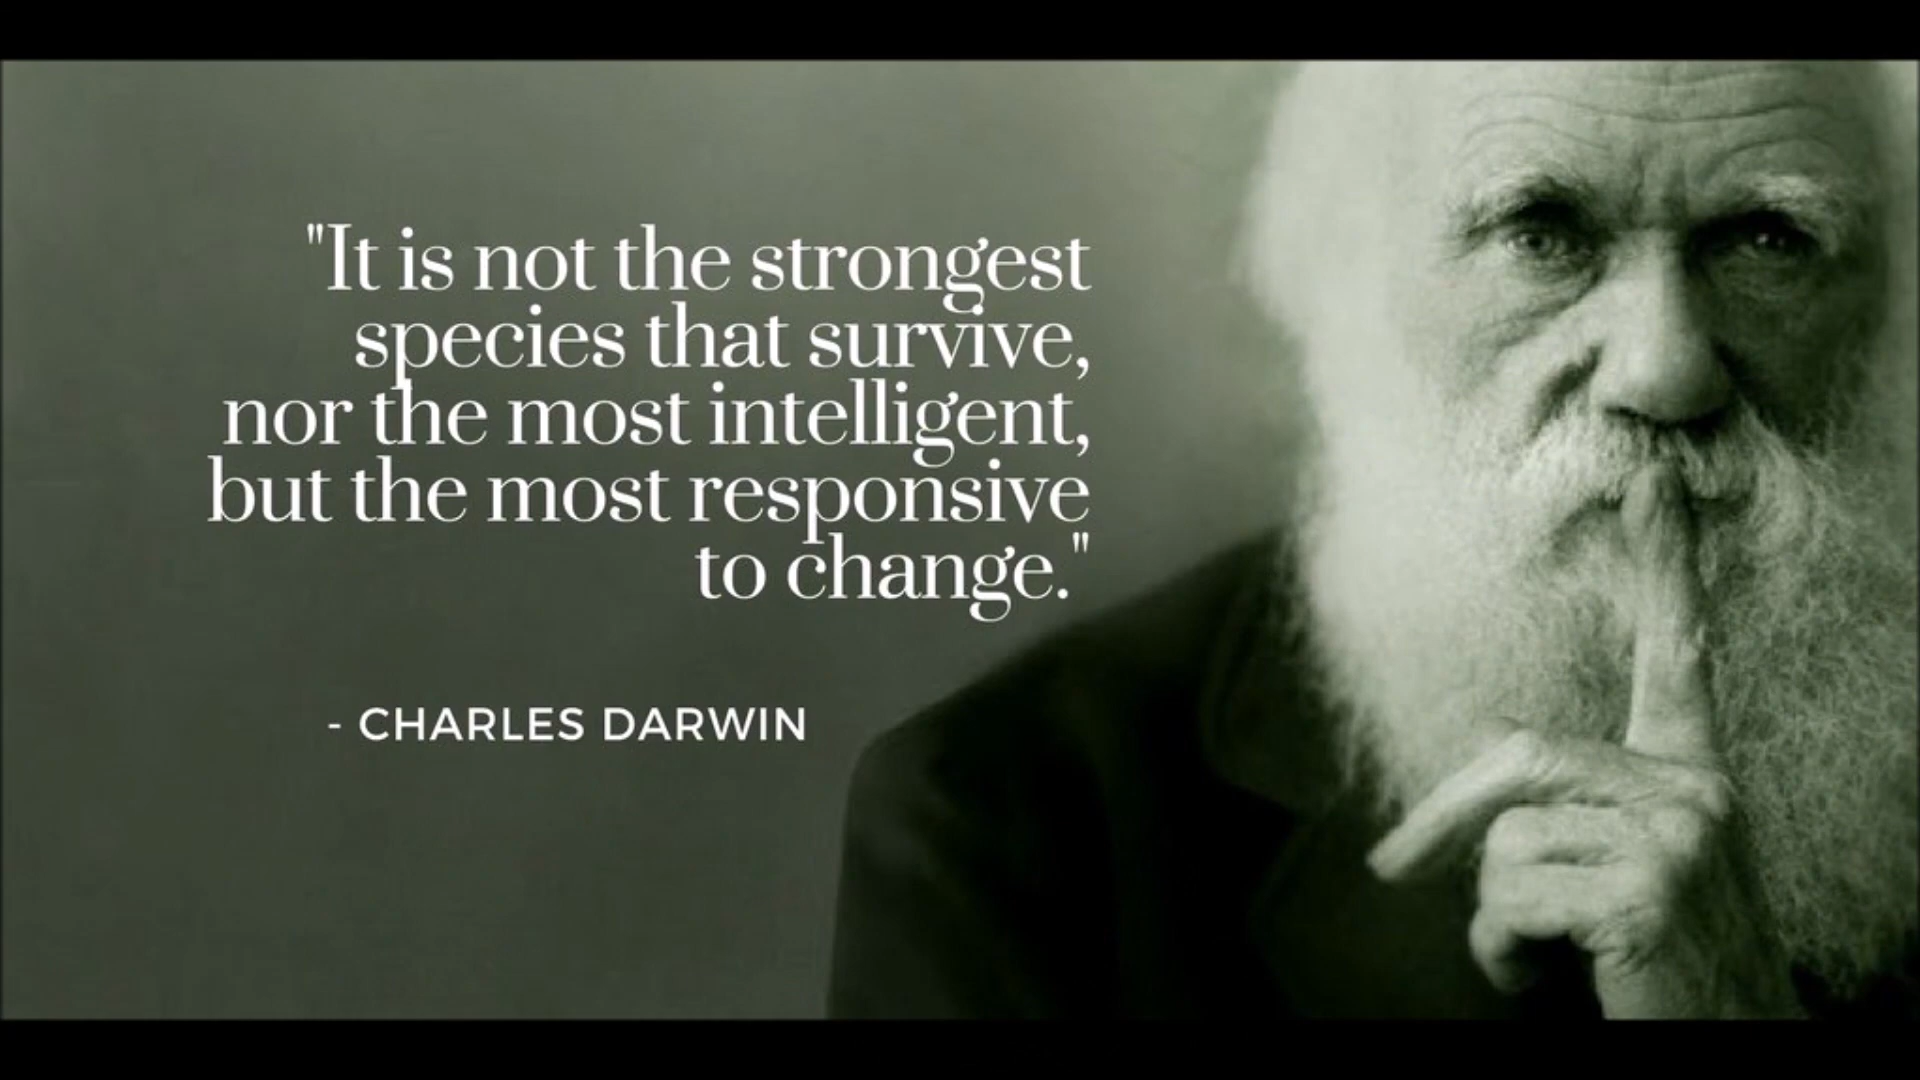 "It is not the strongest
species that survive,
nor the most intelligent,
but the most responsive
to change."
- CHARLES DARWIN